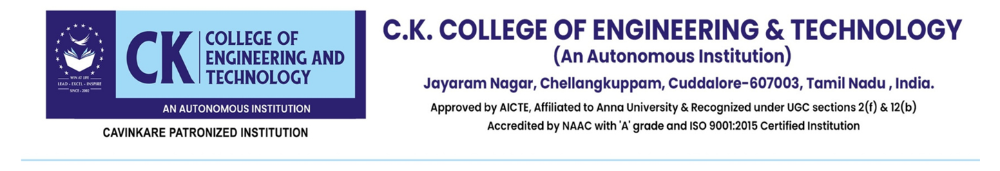 WIN AT LIFE
LEAD - EXCEL - INSPIRE
SINCE - 2002
CK
COLLEGE OF
ENGINEERING AND
TECHNOLOGY
AN AUTONOMOUS INSTITUTION
CAVINKARE PATRONIZED INSTITUTION
C.K. COLLEGE OF ENGINEERING & TECHNOLOGY
(An Autonomous Institution)
Jayaram Nagar, Chellangkuppam, Cuddalore-607003, Tamil Nadu , India.
Approved by AICTE, Affiliated to Anna University & Recognized under UGC sections 2(f) & 12(b)
Accredited by NAAC with 'A' grade and ISO 9001:2015 Certified Institution